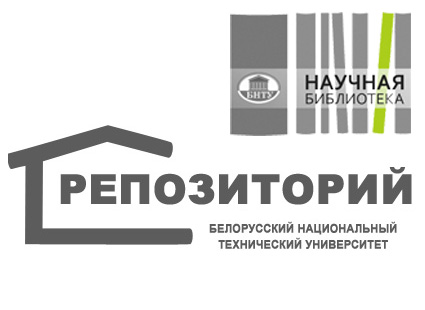 БНТУ
НАУЧНАЯ
БИБЛИОТЕКА
РЕПОЗИТОРИЙ
БЕЛОРУССКИЙ НАЦИОНАЛЬНЫЙ
ТЕХНИЧЕСКИЙ УНИВЕРСИТЕТ